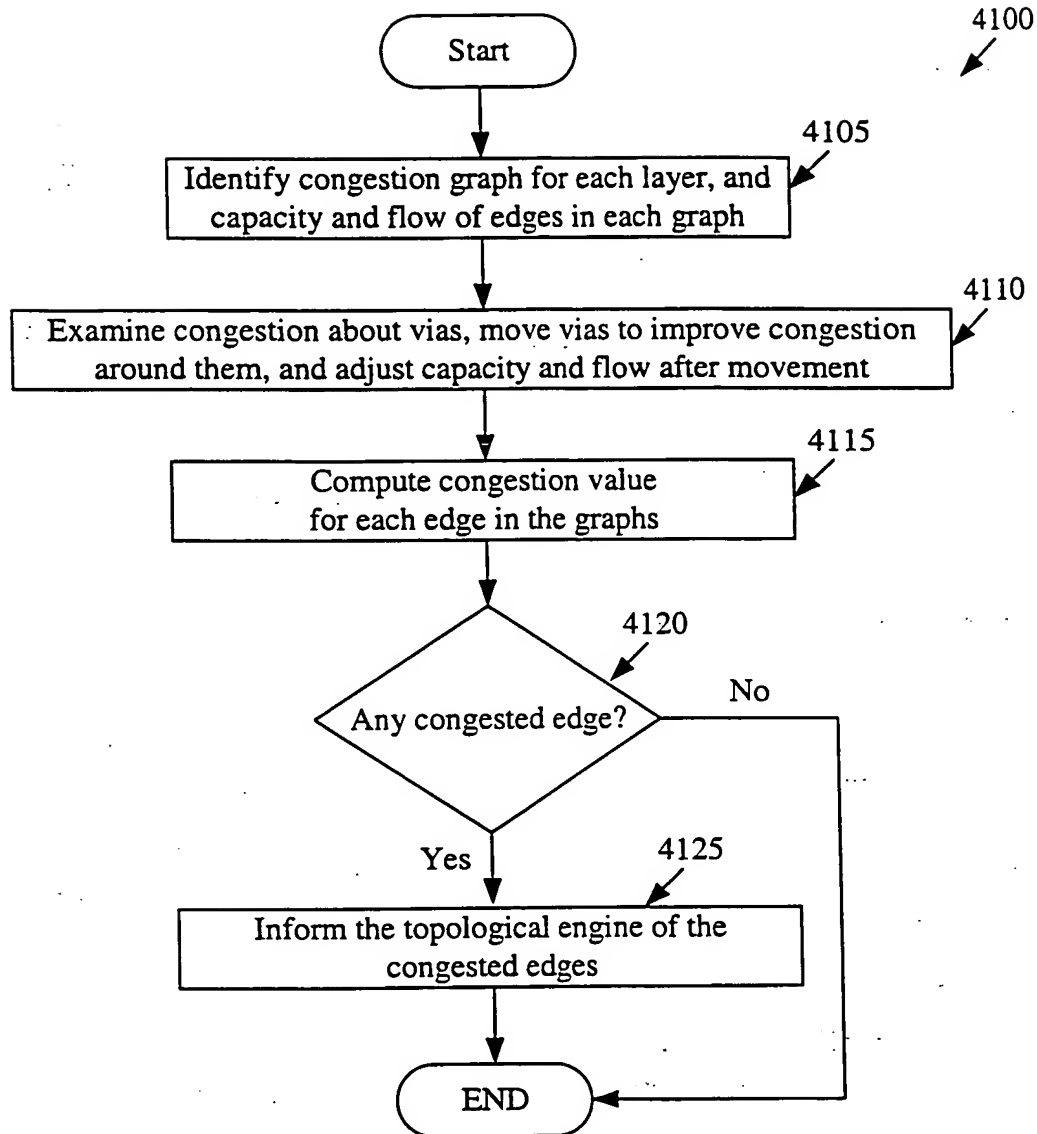 4100
Start
4105
Identify congestion graph for each layer, and
capacity and flow of edges in each graph
4110
Examine congestion about vias, move vias to improve congestion
around them, and adjust capacity and flow after movement
4115
Compute congestion value
for each edge in the graphs
4120
Any congested edge?
No
Yes
4125
Inform the topological engine of the
congested edges
END